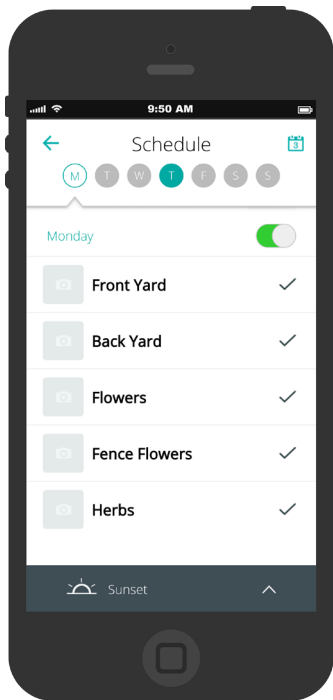 9:50 AM
Schedule
3
M T W T F S S
Monday
Front Yard
Back Yard
Flowers
Fence Flowers
Herbs
Sunset